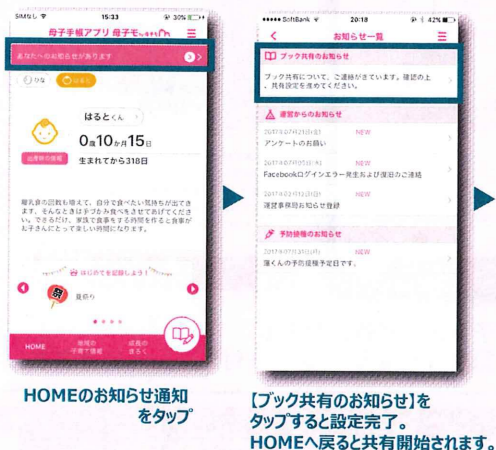 SIMなし 15:33 30%
母子手帳アプリ 母子モ
あなたへのお知らせがあります
ひな はると
はるとくん
0歳10か月15日
出産時の情報 生まれてから318日
離乳食の回数も増えて、自分で食べたい気持ちが出てき
ます。そんなときは手づかみ食べをさせてあげてくださ
い。できるだけ、家族で食事をする時間を作ると食事が
お子さんにとって楽しい時間になります。
はじめてを記録しよう！
祭 夏祭り
HOME 地域の 子育て情報 成長の きろく
HOMEのお知らせ通知
をタップ
SoftBank 20:18 42%
お知らせ一覧
ブック共有のお知らせ
ブック共有について、ご連絡がきています。確認の上
、共有設定を進めてください。
運営からのお知らせ
NEW
アンケートのお願い
NEW
Facebookログインエラー発生および復旧のご連絡
NEW
運営事務局お知らせ登録
予防接種のお知らせ
NEW
蓮くんの予防接種予定日です。
【ブック共有のお知らせ】を
タップすると設定完了。
HOMEへ戻ると共有開始されます。